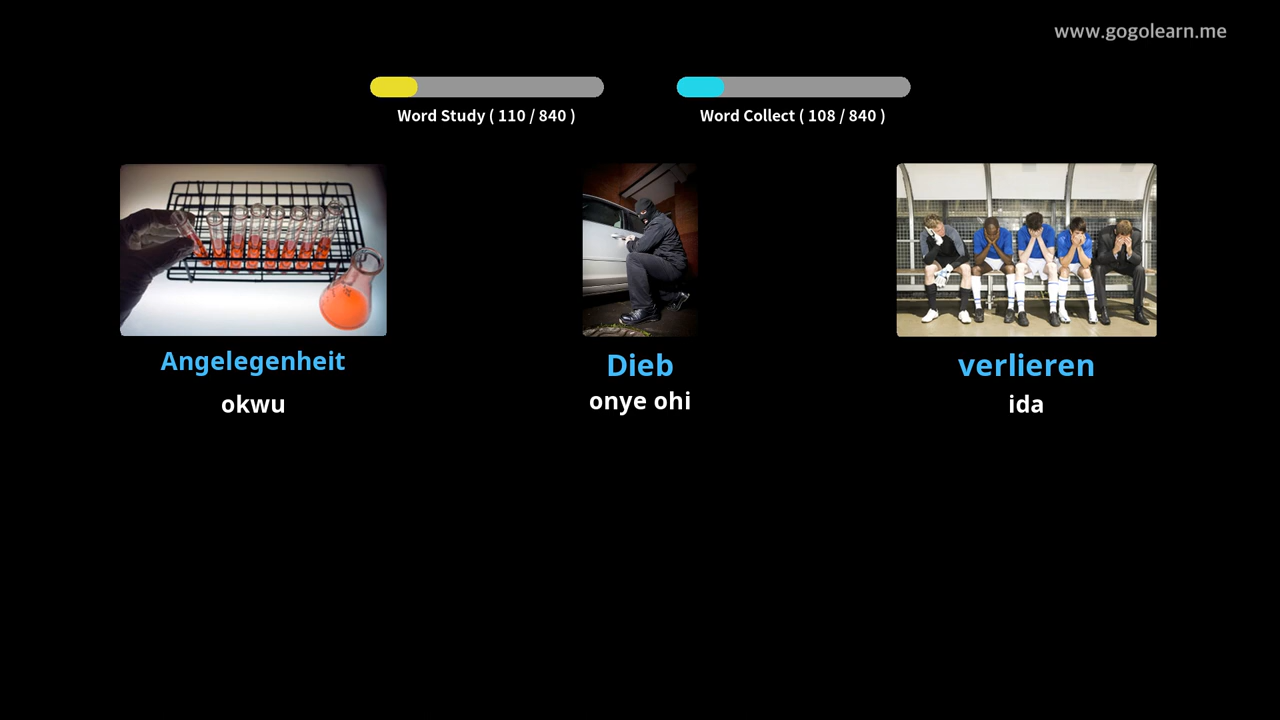 www.gogolearn.me
Word Study ( 110 / 840 )
Word Collect ( 108 / 840 )
Angelegenheit
okwu
Dieb
onye ohi
verlieren
ida